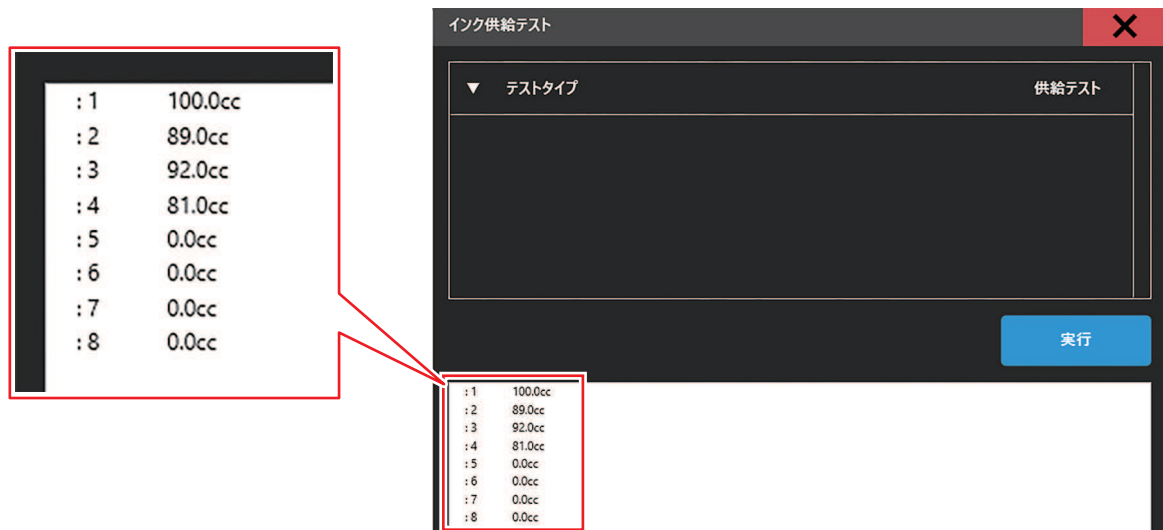 インク供給テスト
▼ テストタイプ 供給テスト
実行
: 1 100.0cc
: 2 89.0cc
: 3 92.0cc
: 4 81.0cc
: 5 0.0cc
: 6 0.0cc
: 7 0.0cc
: 8 0.0cc
: 1 100.0cc
: 2 89.0cc
: 3 92.0cc
: 4 81.0cc
: 5 0.0cc
: 6 0.0cc
: 7 0.0cc
: 8 0.0cc